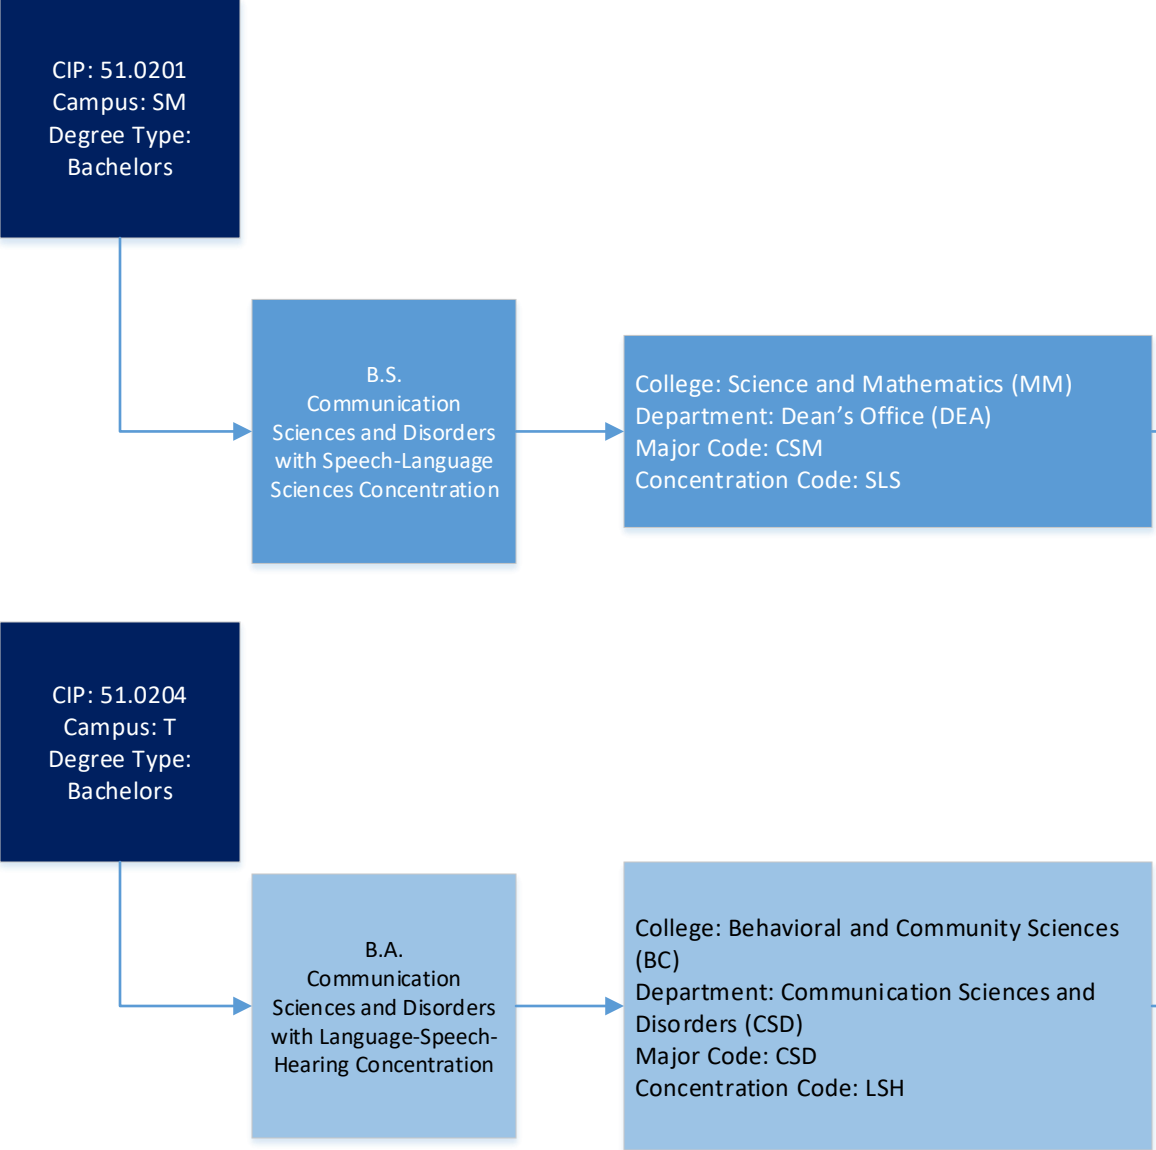 CIP: 51.0201
Campus: SM
Degree Type:
Bachelors
B.S.
Communication
Sciences and Disorders
with Speech-Language
Sciences Concentration
College: Science and Mathematics (MM)
Department: Dean’s Office (DEA)
Major Code: CSM
Concentration Code: SLS
CIP: 51.0204
Campus: T
Degree Type:
Bachelors
B.A.
Communication
Sciences and Disorders
with Language-Speech-
Hearing Concentration
College: Behavioral and Community Sciences
(BC)
Department: Communication Sciences and
Disorders (CSD)
Major Code: CSD
Concentration Code: LSH